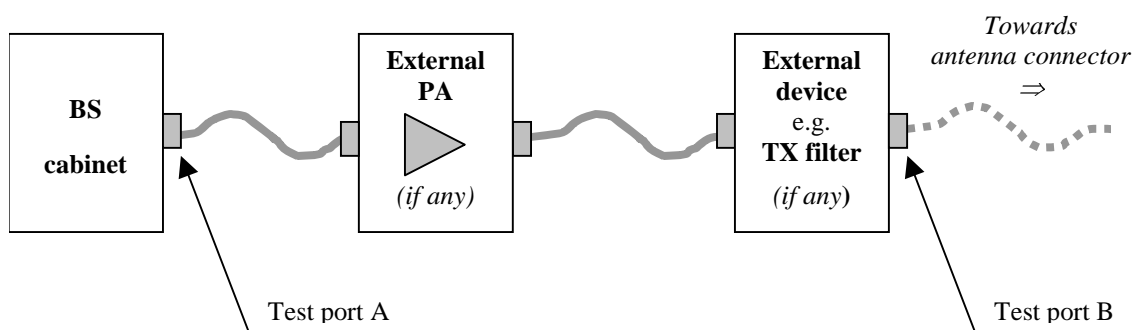 BS
cabinet
External
PA
(if any)
External
device
e.g.
TX filter
(if any)
Towards
antenna connector
⇒
Test port A
Test port B